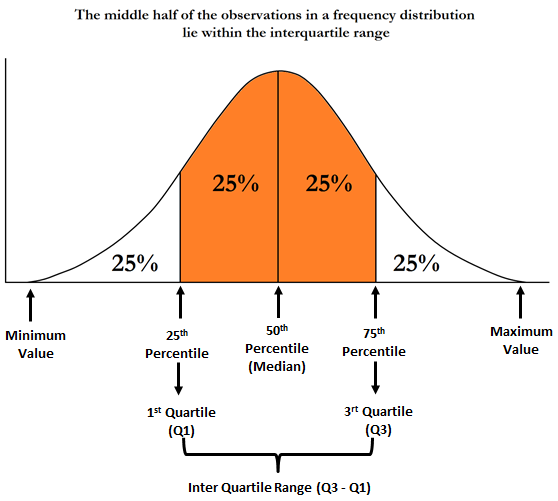 The middle half of the observations in a frequency distribution
lie within the interquartile range
25%
25%
25%
25%
Minimum
Value
25th
Percentile
50th
Percentile
(Median)
75th
Percentile
Maximum
Value
1st Quartile
(Q1)
3rt Quartile
(Q3)
Inter Quartile Range (Q3 - Q1)